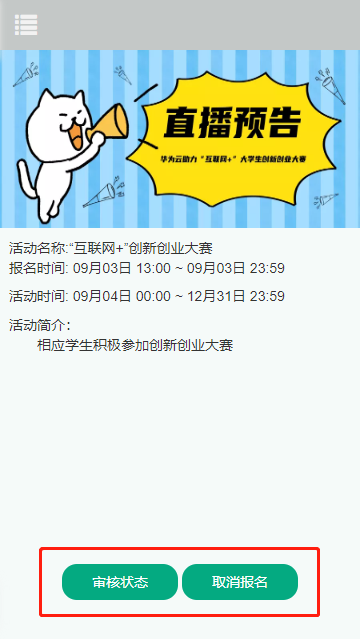 直播预告
华为云助力“互联网+”大学生创新创业大赛
活动名称:“互联网+”创新创业大赛
报名时间: 09月03日 13:00 ~ 09月03日 23:59
活动时间: 09月04日 00:00 ~ 12月31日 23:59
活动简介:
相应学生积极参加创新创业大赛
审核状态
取消报名